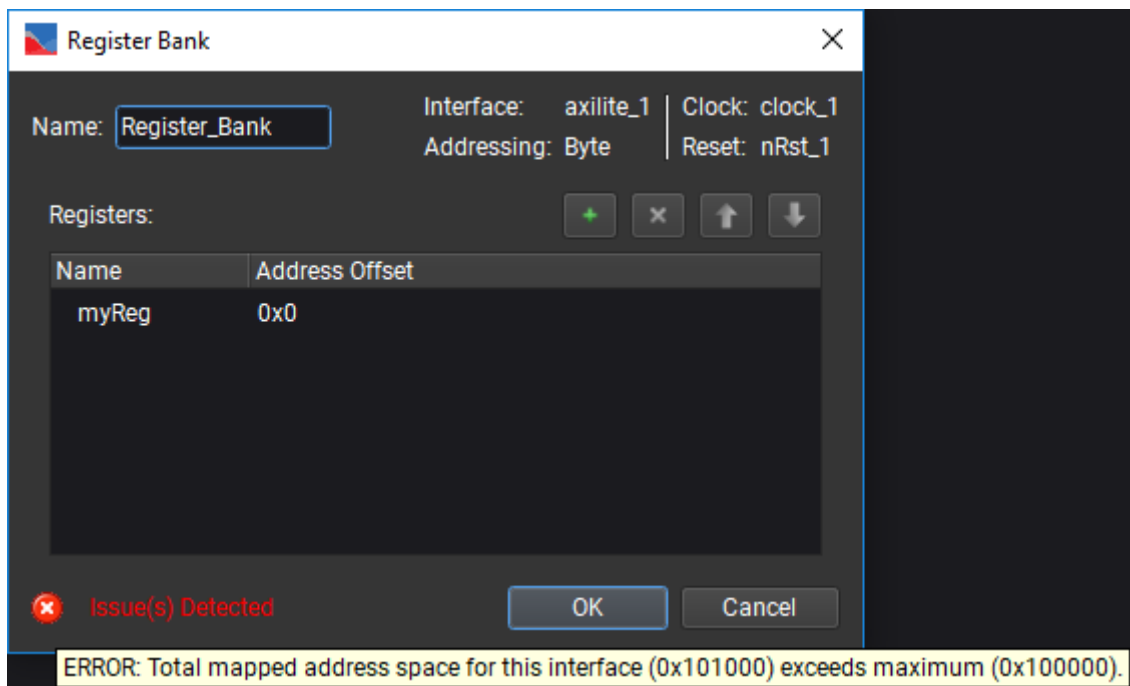 Register Bank
Name: Register_Bank
Interface: axilite_1 Clock: clock_1
Addressing: Byte Reset: nRst_1
Registers:
Name Address Offset
myReg 0x0
Issue(s) Detected OK Cancel
ERROR: Total mapped address space for this interface (0x101000) exceeds maximum (0x100000).